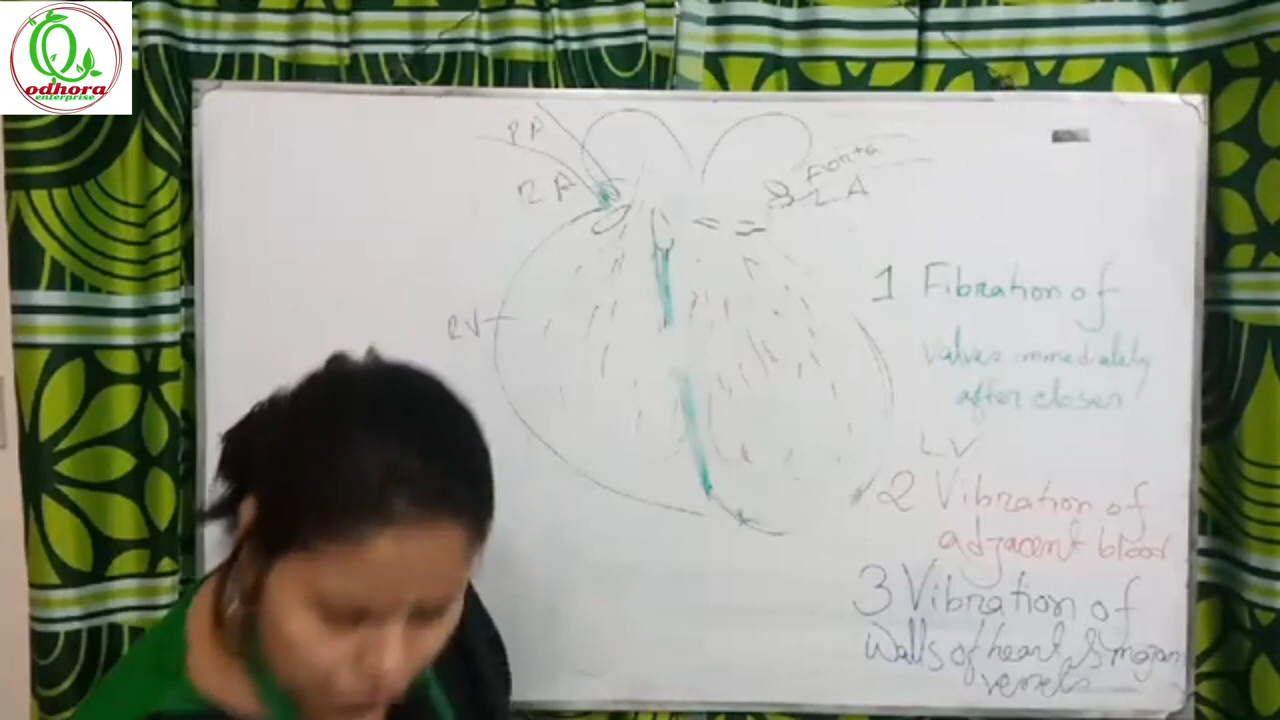 odhora
enterprise
PA
RA
Aorta
LA
RV
1 Fibration of
valves immediately
after closer
LV
2 Vibration of
adjacent blood
3 Vibration of
Walls of heart & major
vessels